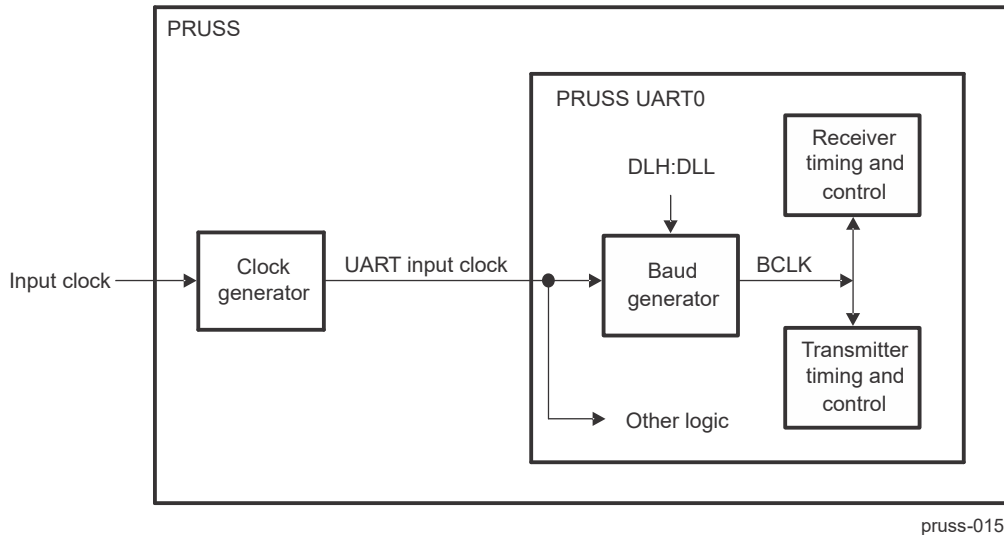 PRUSS
PRUSS UART0
Receiver
timing and
control
DLH:DLL
Input clock
Clock
generator
UART input clock
Baud
generator
BCLK
Transmitter
timing and
control
Other logic
pruss-015